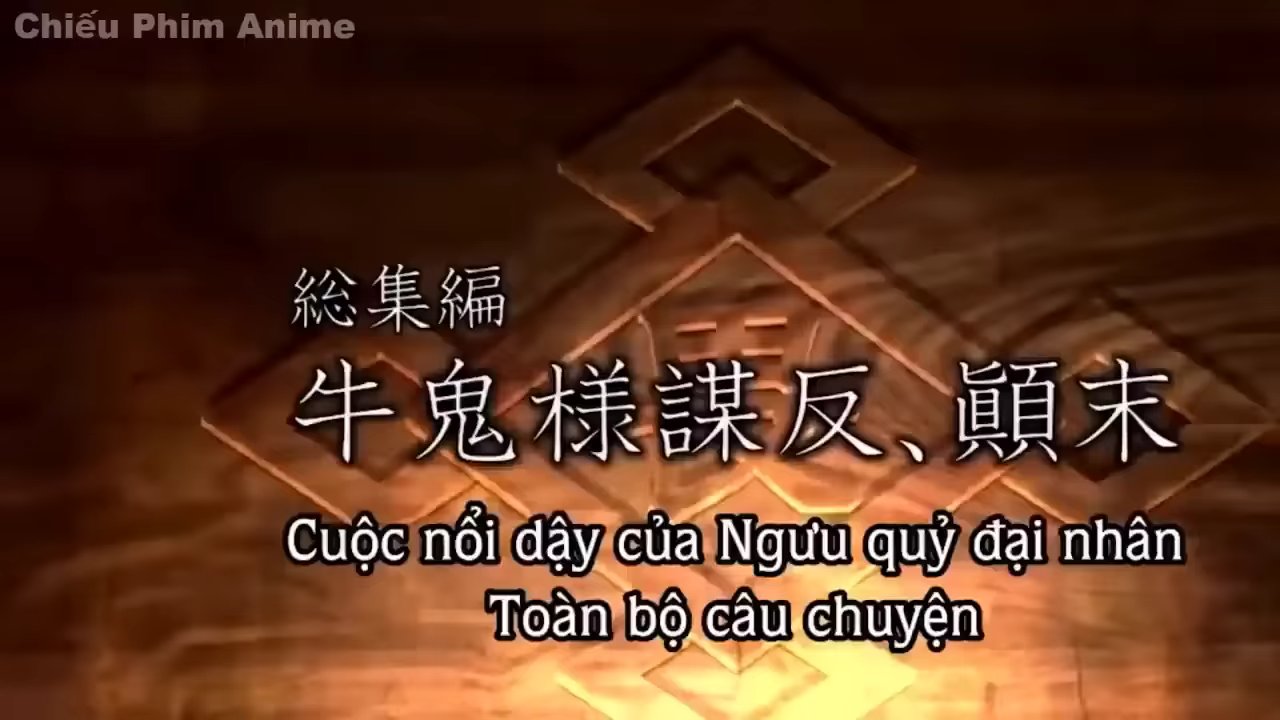 Chiếu Phim Anime
総集編
牛鬼様謀反、顛末
Cuộc nổi dậy của Ngưu quỷ đại nhân
Toàn bộ câu chuyện